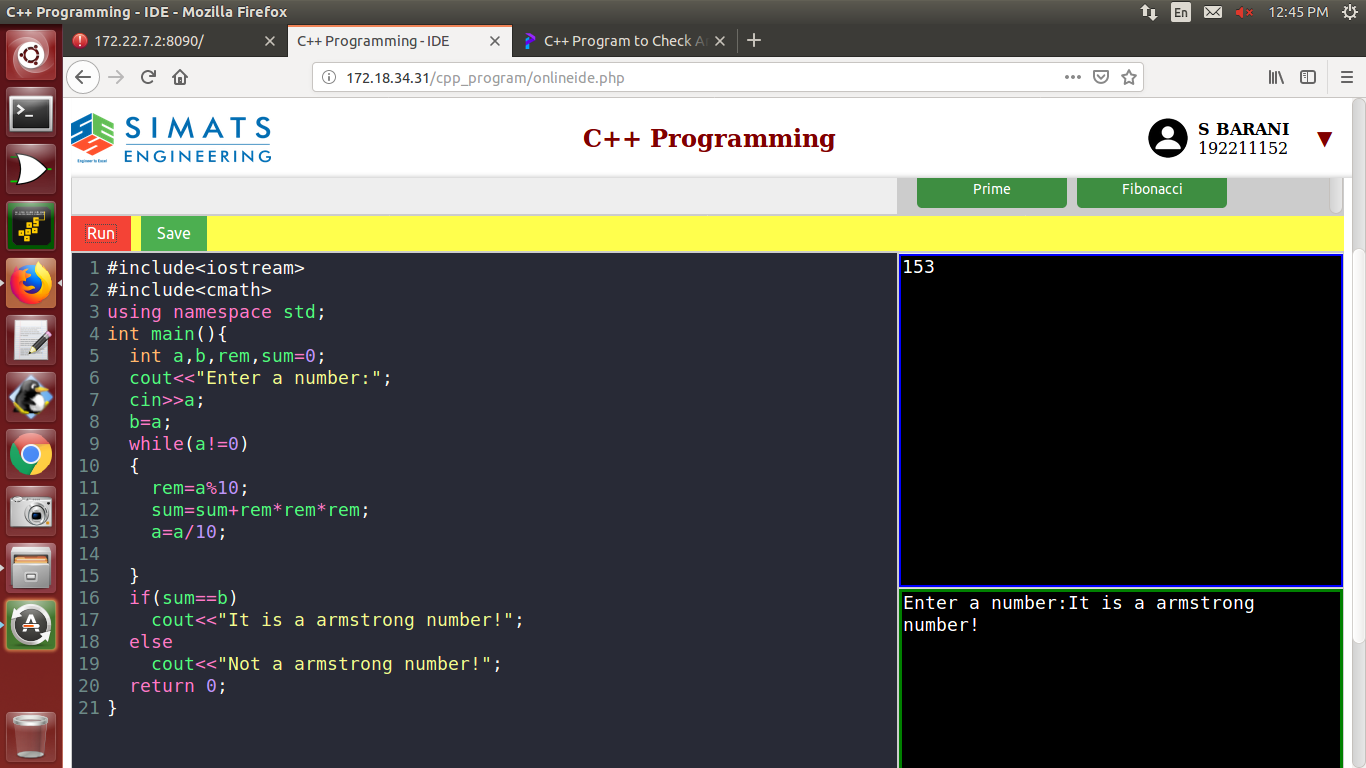 C++ Programming - IDE - Mozilla Firefox
En
12:45 PM
172.22.7.2:8090/
C++ Programming - IDE
C++ Program to Check
172.18.34.31/cpp_program/onlineide.php
SIMATS
ENGINEERING
Engineer to Excel
C++ Programming
S BARANI
192211152
Prime
Fibonacci
Run
Save
1 #include<iostream>
2 #include<cmath>
3 using namespace std;
4 int main(){
5 int a,b,rem,sum=0;
6 cout<<"Enter a number:";
7 cin>>a;
8 b=a;
9 while(a!=0)
10 {
11 rem=a%10;
12 sum=sum+rem*rem*rem;
13 a=a/10;
14
15 }
16 if(sum==b)
17 cout<<"It is a armstrong number!";
18 else
19 cout<<"Not a armstrong number!";
20 return 0;
21 }
153
Enter a number:It is a armstrong
number!